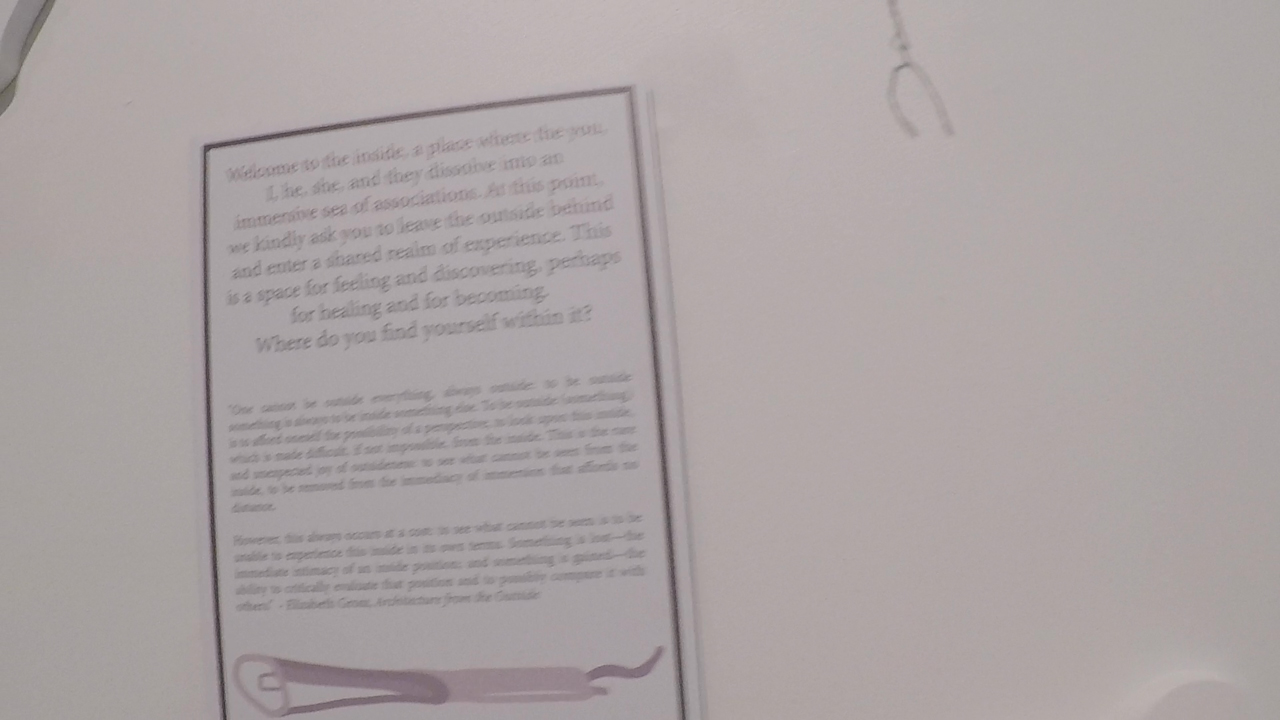 Welcome to the inside, a place where the you,
I, he, she, and they dissolve into an
immersive sea of associations. At this point,
we kindly ask you to leave the outside behind
and enter a shared realm of experience. This
is a space for feeling and discovering, perhaps
for healing and for becoming.
Where do you find yourself within it?
"One cannot be outside everything, always outside: to be outside
something is always to be inside something else. To be outside (something)
is to afford oneself the possibility of a perspective, to look upon this inside,
which is made difficult, if not impossible, from the inside. This is the rare
and unexpected joy of outsideness: to see what cannot be seen from the
inside, to be removed from the immediacy of immersion that affords no
distance.
However, this always occurs at a cost: to see what cannot be seen is to be
unable to experience this inside in its own terms. Something is lost—the
immediate intimacy of an inside position; and something is gained—the
ability to critically evaluate that position and to possibly compare it with
others" - Elizabeth Grosz, Architecture from the Outside